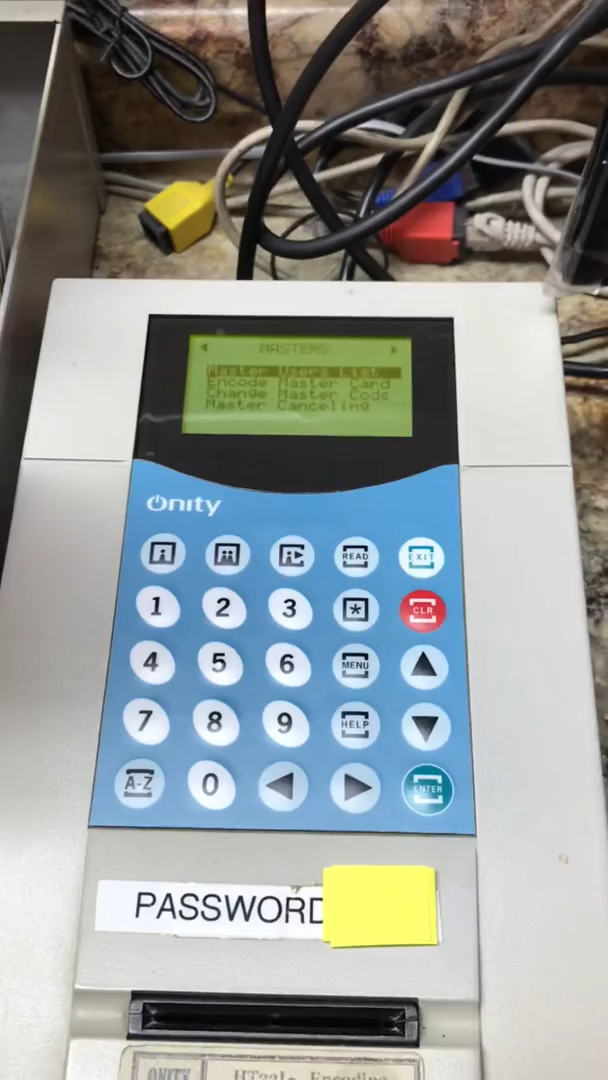 MASTERS
Master Users List
Encode Master Card
Change Master Code
Master Canceling
Onity
READ
EXIT
1
2
3
*
CLR
4
5
6
MENU
7
8
9
HELP
A-Z
0
ENTER
PASSWORD
ONITY
HT22i+ Encoding